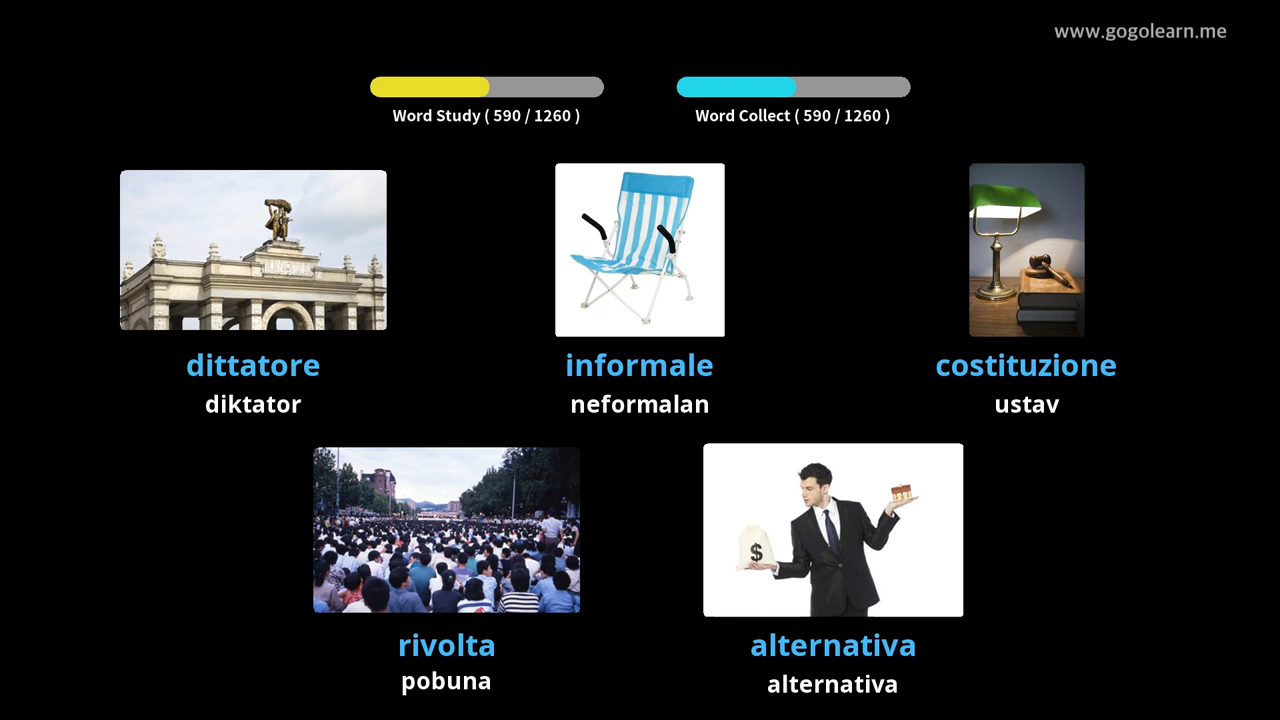 www.gogolearn.me
Word Study ( 590 / 1260 )
Word Collect ( 590 / 1260 )
dittatore
diktator
informale
neformalan
costituzione
ustav
$
rivolta
pobuna
alternativa
alternativa